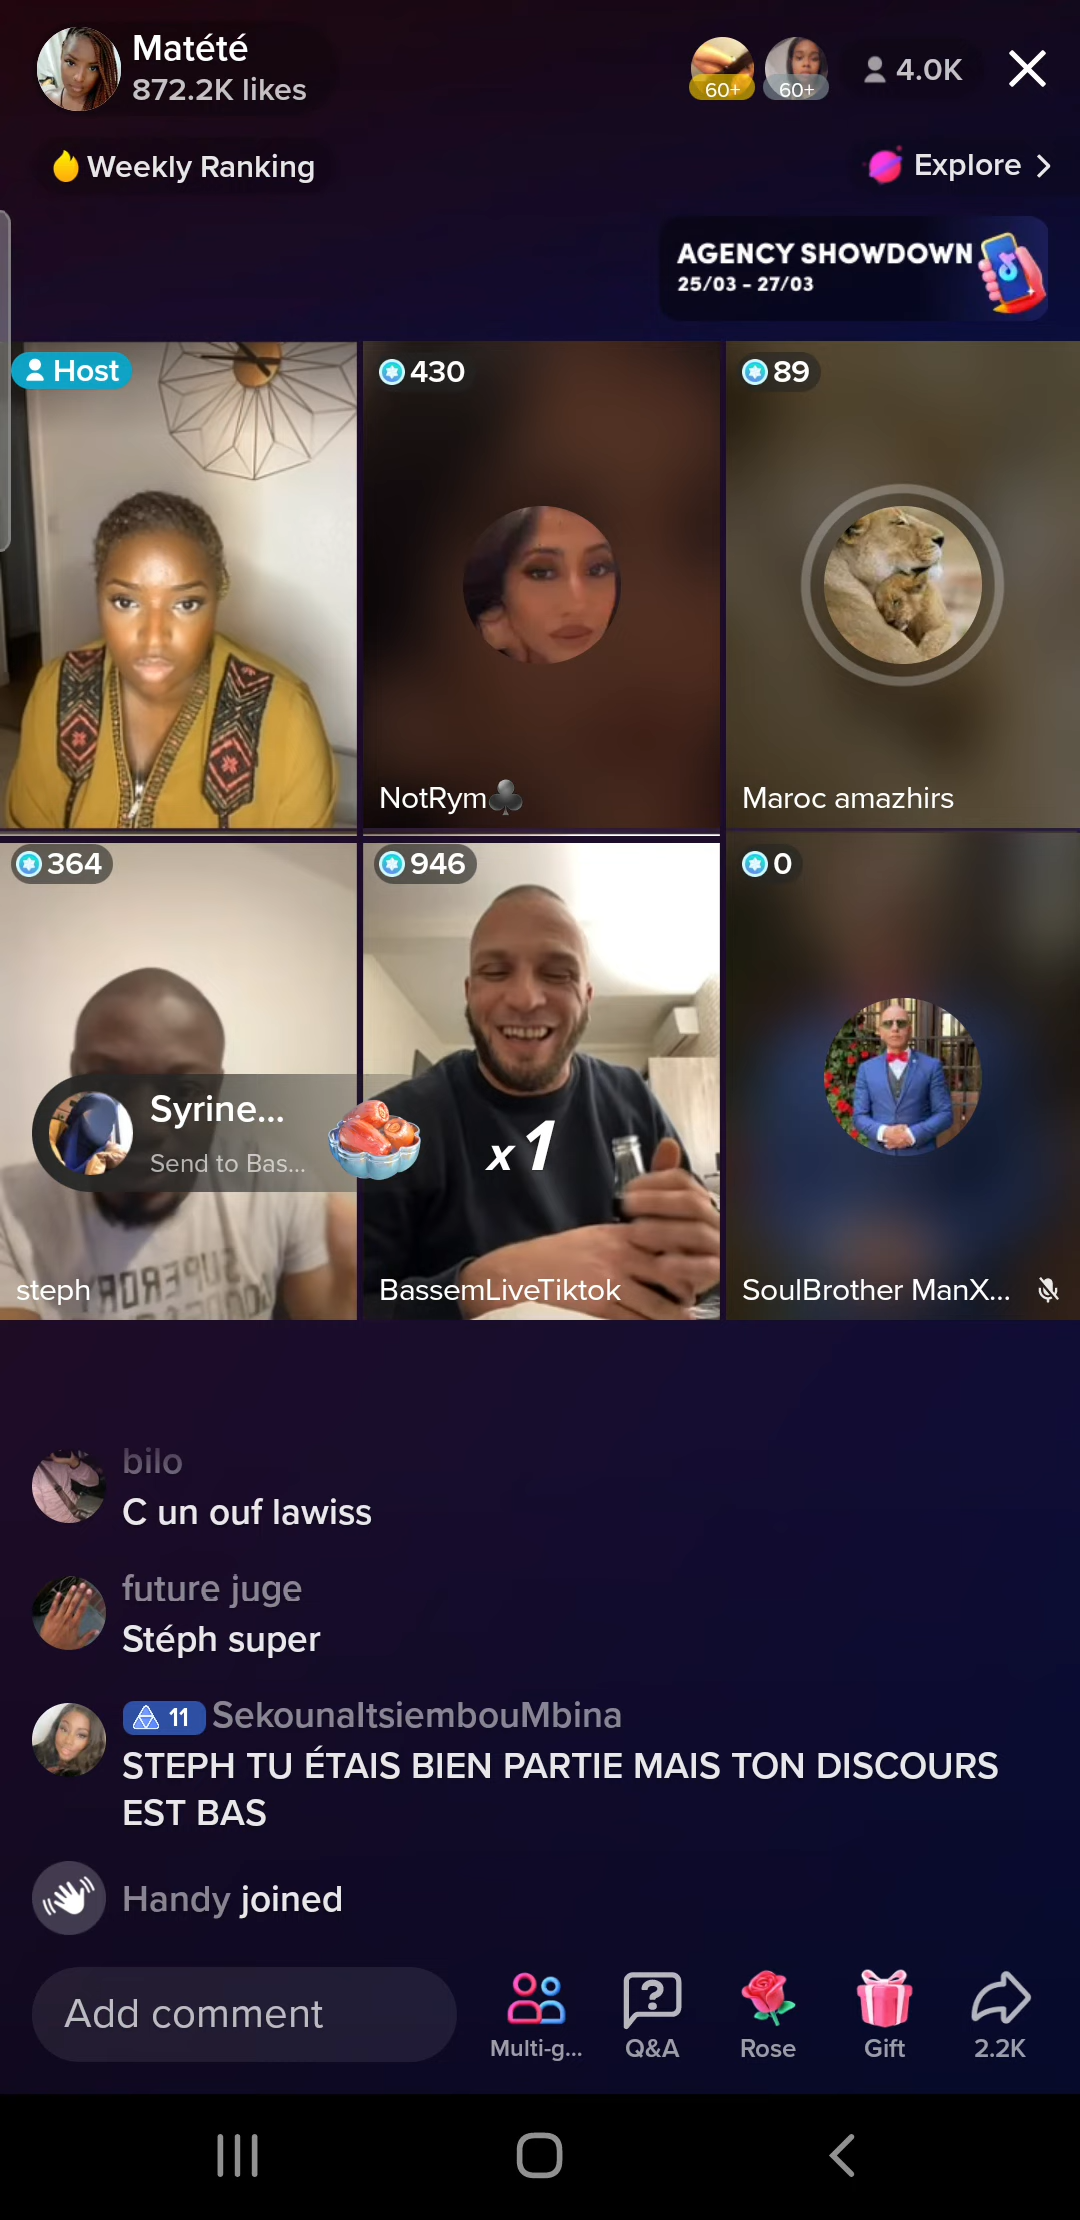 Matété
872.2K likes
60+
60+
4.0K
Weekly Ranking
Explore
AGENCY SHOWDOWN
25/03 - 27/03
Host
430
89
NotRym♣
Maroc amazhirs
364
946
0
Syrine...
Send to Bas...
x1
steph
BassemLiveTiktok
SoulBrother ManX...
bilo
C un ouf lawiss
future juge
Stéph super
11 SekounaItsiembouMbina
STEPH TU ÉTAIS BIEN PARTIE MAIS TON DISCOURS
EST BAS
Handy joined
Add comment
Multi-g...
Q&A
Rose
Gift
2.2K